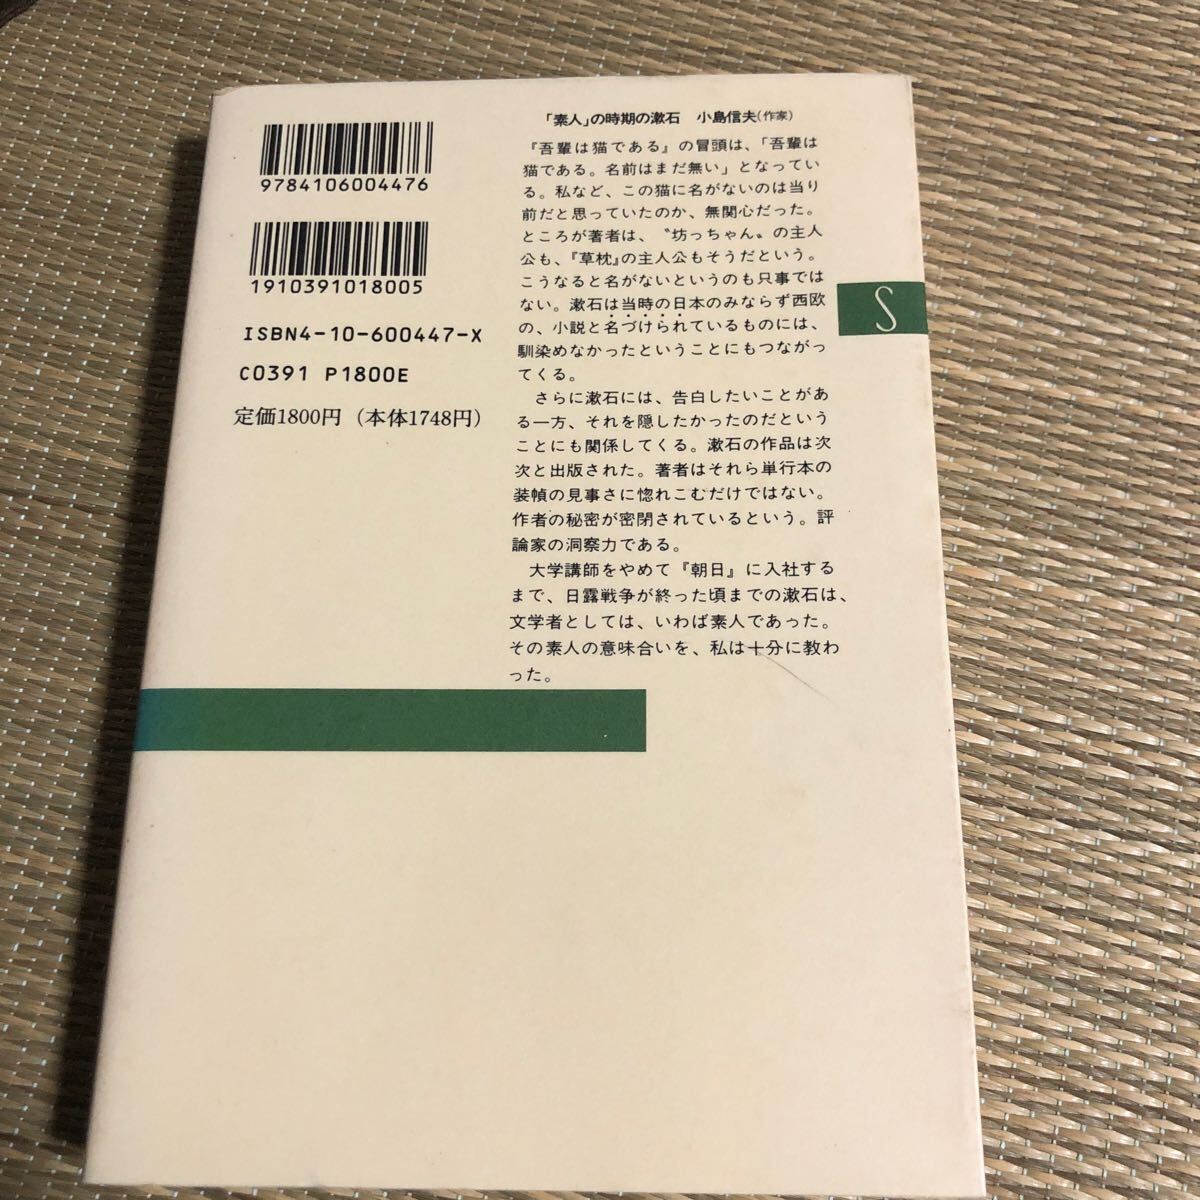 9784106004476
1910391018005
ISBN4-10-600447-X
C0391 P1800E
定価1800円（本体1748円）
「素人」の時期の漱石　小島信夫（作家）
『吾輩は猫である』の冒頭は、「吾輩は
猫である。名前はまだ無い」となってい
る。私など、この猫に名がないのは当り
前だと思っていたのか、無関心だった。
ところが著者は、〝坊っちゃん〟の主人
公も、『草枕』の主人公もそうだという。
こうなると名がないというのも只事では
ない。漱石は当時の日本のみならず西欧
の、小説と名づけられているものには、
馴染めなかったということにもつながっ
てくる。
さらに漱石には、告白したいことがあ
る一方、それを隠したかったのだという
ことにも関係してくる。漱石の作品は次
次と出版された。著者はそれら単行本の
装幀の見事さに惚れこむだけではない。
作者の秘密が密閉されているという。評
論家の洞察力である。
大学講師をやめて『朝日』に入社する
まで、日露戦争が終った頃までの漱石は、
文学者としては、いわば素人であった。
その素人の意味合いを、私は十分に教わ
った。
S